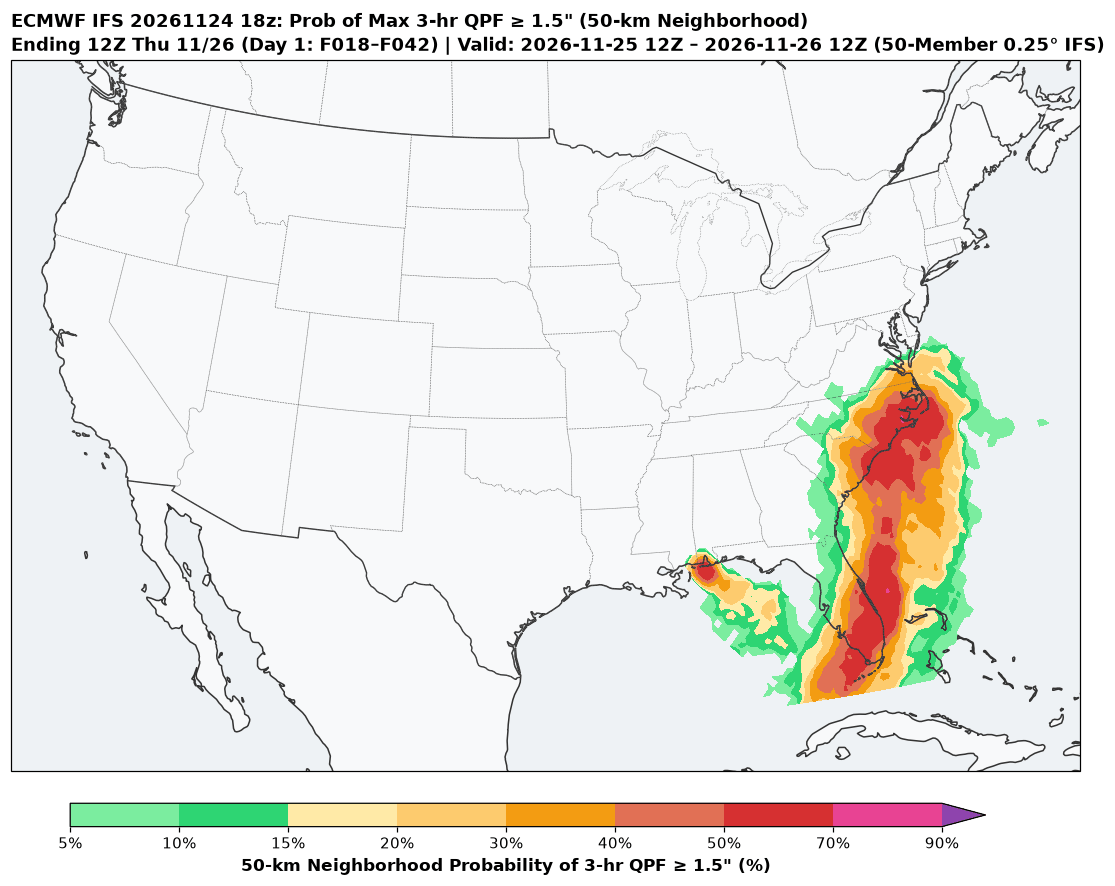 ECMWF IFS 20261124 18z: Prob of Max 3-hr QPF ≥ 1.5" (50-km Neighborhood)
Ending 12Z Thu 11/26 (Day 1: F018–F042) | Valid: 2026-11-25 12Z – 2026-11-26 12Z (50-Member 0.25° IFS)
5% 10% 15% 20% 30% 40% 50% 70% 90%
50-km Neighborhood Probability of 3-hr QPF ≥ 1.5" (%)